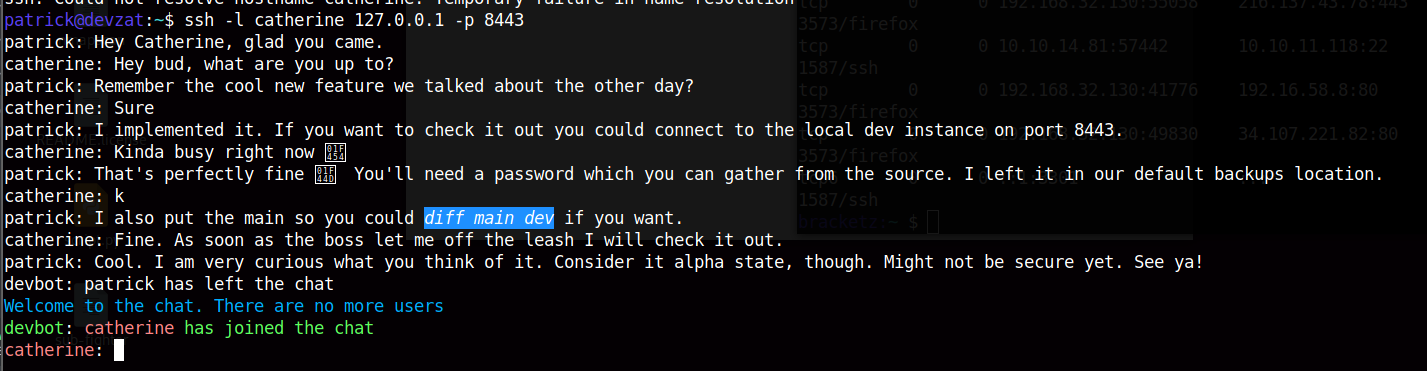 ssh: Could not resolve hostname catherine: Temporary failure in name resolution
patrick@devzat:~$ ssh -l catherine 127.0.0.1 -p 8443
patrick: Hey Catherine, glad you came.
catherine: Hey bud, what are you up to?
patrick: Remember the cool new feature we talked about the other day?
catherine: Sure
patrick: I implemented it. If you want to check it out you could connect to the local dev instance on port 8443.
catherine: Kinda busy right now 01F454
patrick: That's perfectly fine 01F44D You'll need a password which you can gather from the source. I left it in our default backups location.
catherine: k
patrick: I also put the main so you could diff main dev if you want.
catherine: Fine. As soon as the boss let me off the leash I will check it out.
patrick: Cool. I am very curious what you think of it. Consider it alpha state, though. Might not be secure yet. See ya!
devbot: patrick has left the chat
Welcome to the chat. There are no more users
devbot: catherine has joined the chat
catherine:
tcp 0 0 192.168.32.130:55058 216.137.43.78:443
3573/firefox
tcp 0 0 10.10.14.81:57442 10.10.11.118:22
1587/ssh
tcp 0 0 192.168.32.130:41776 192.16.58.8:80
3573/firefox
:49830 34.107.221.82:80
3573/firefox
1587/ssh
bracketz:~ $